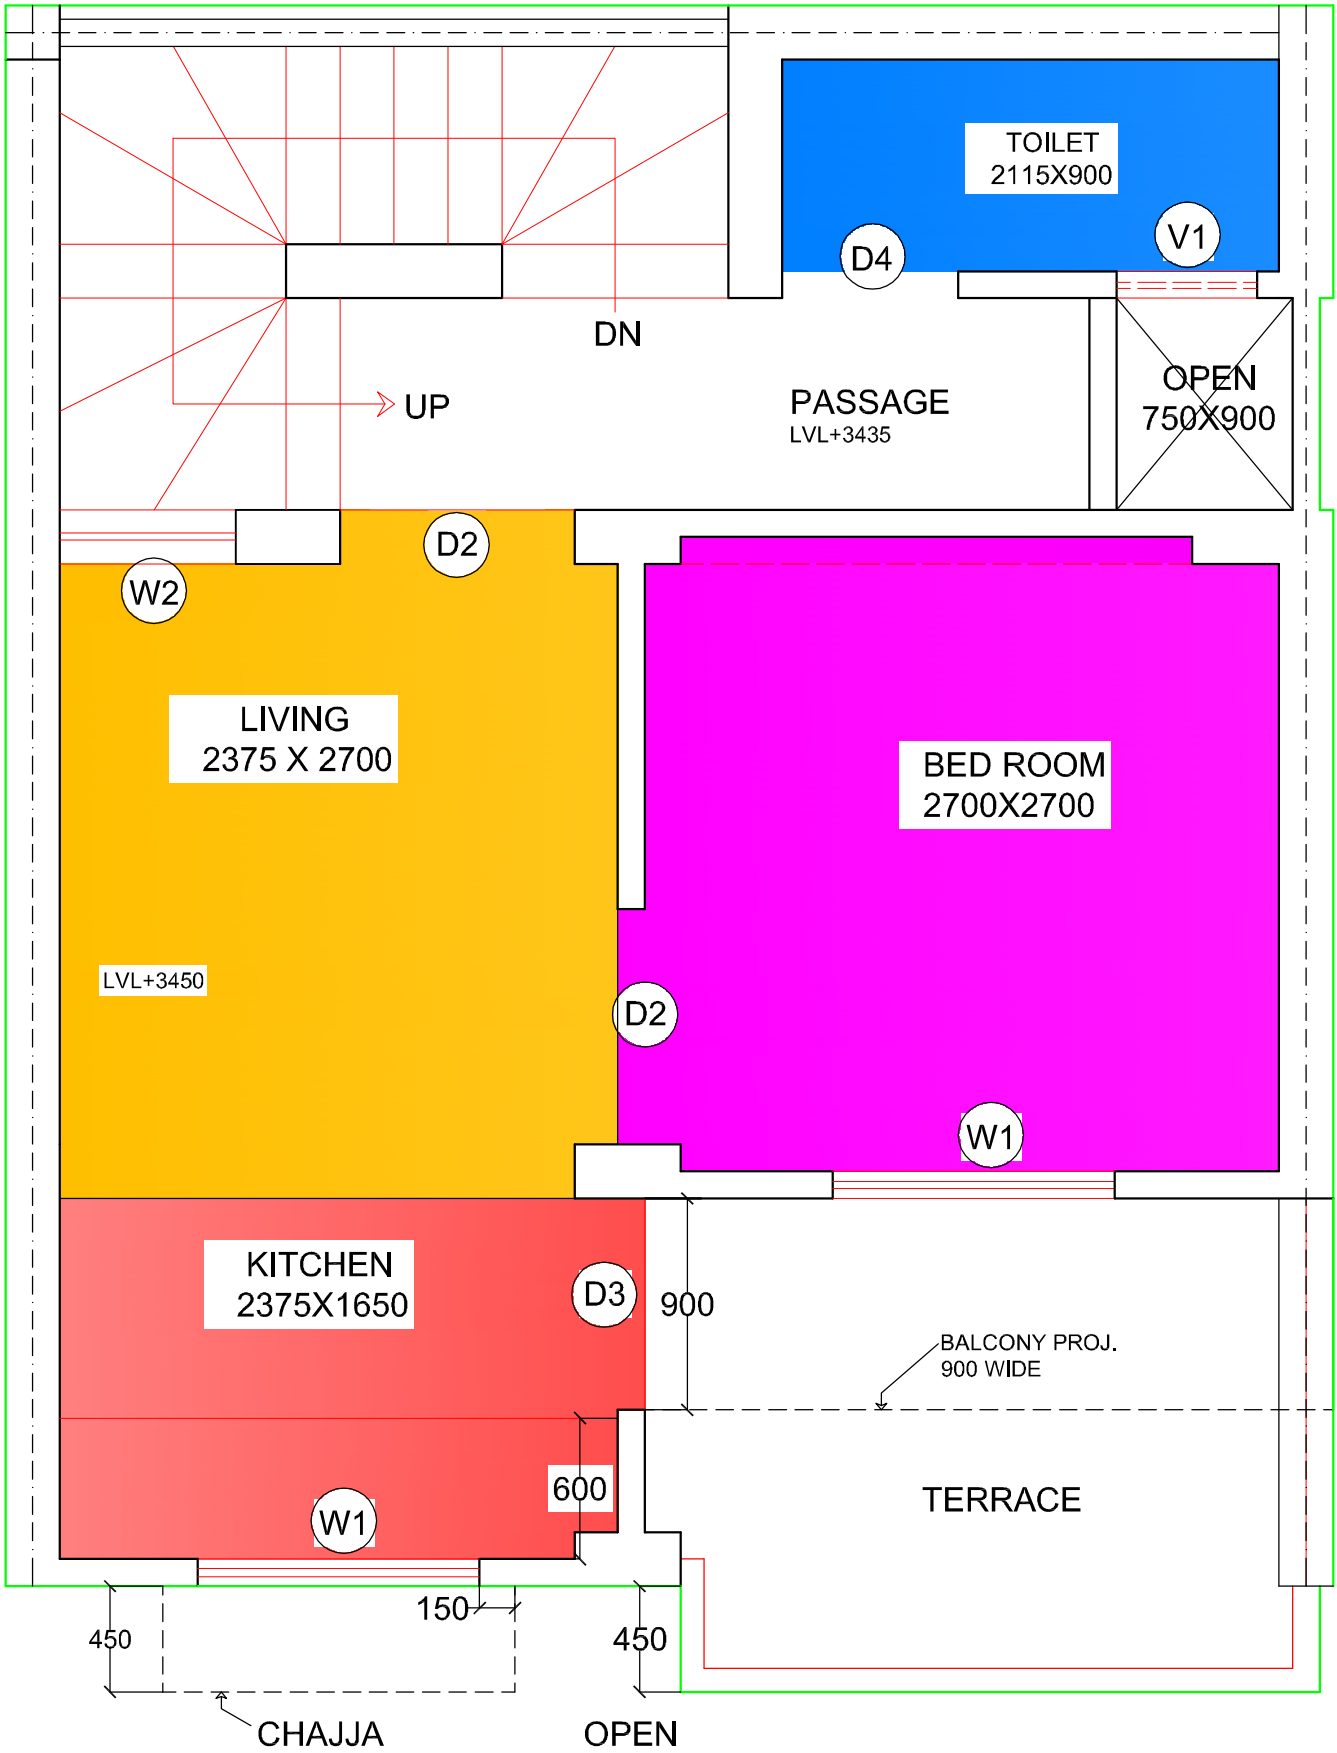 TOILET
2115X900
V1
D4
DN
UP
PASSAGE
LVL+3435
OPEN
750X900
D2
W2
LIVING
2375 X 2700
BED ROOM
2700X2700
LVL+3450
D2
W1
KITCHEN
2375X1650
D3
900
BALCONY PROJ.
900 WIDE
600
W1
TERRACE
150
450
450
CHAJJA
OPEN